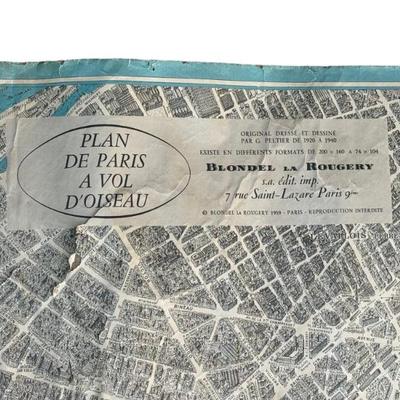 PLAN
DE PARIS
A VOL
D'OISEAU
ORIGINAL DRESSÉ ET DESSINÉ
PAR G. PELTIER DE 1920 A 1940
EXISTE EN DIFFÉRENTS FORMATS DE 200 × 140 A 74 × 104
BLONDEL LA ROUGERY
s.a. édit. imp.
7 rue Saint-Lazare Paris 9ème
© BLONDEL LA ROUGERY 1959 - PARIS - REPRODUCTION INTERDITE